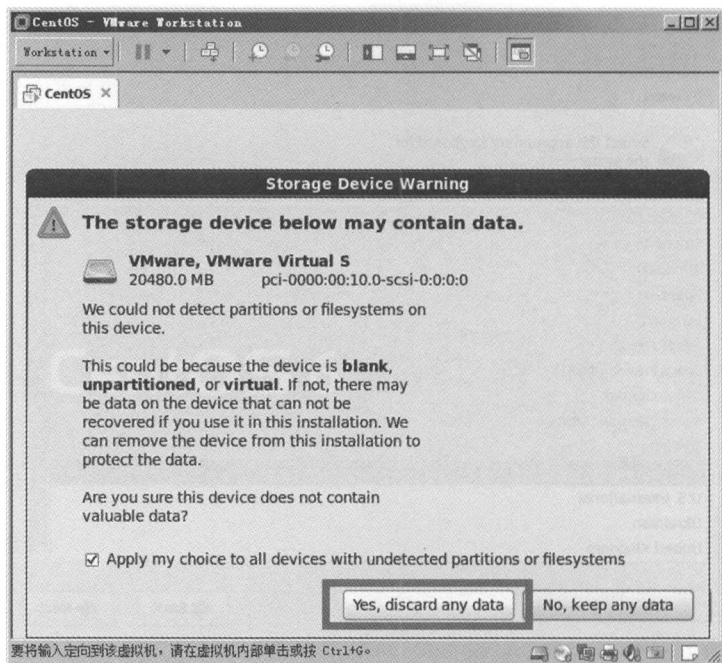 CentOS - VMware Workstation
Workstation
CentOS
Storage Device Warning
The storage device below may contain data.
VMware, VMware Virtual S
20480.0 MB pci-0000:00:10.0-scsi-0:0:0:0
We could not detect partitions or filesystems on
this device.
This could be because the device is blank,
unpartitioned, or virtual. If not, there may
be data on the device that can not be
recovered if you use it in this installation. We
can remove the device from this installation to
protect the data.
Are you sure this device does not contain
valuable data?
Apply my choice to all devices with undetected partitions or filesystems
Yes, discard any data No, keep any data
要将输入定向到该虚拟机，请在虚拟机内部单击或按 Ctrl+G。